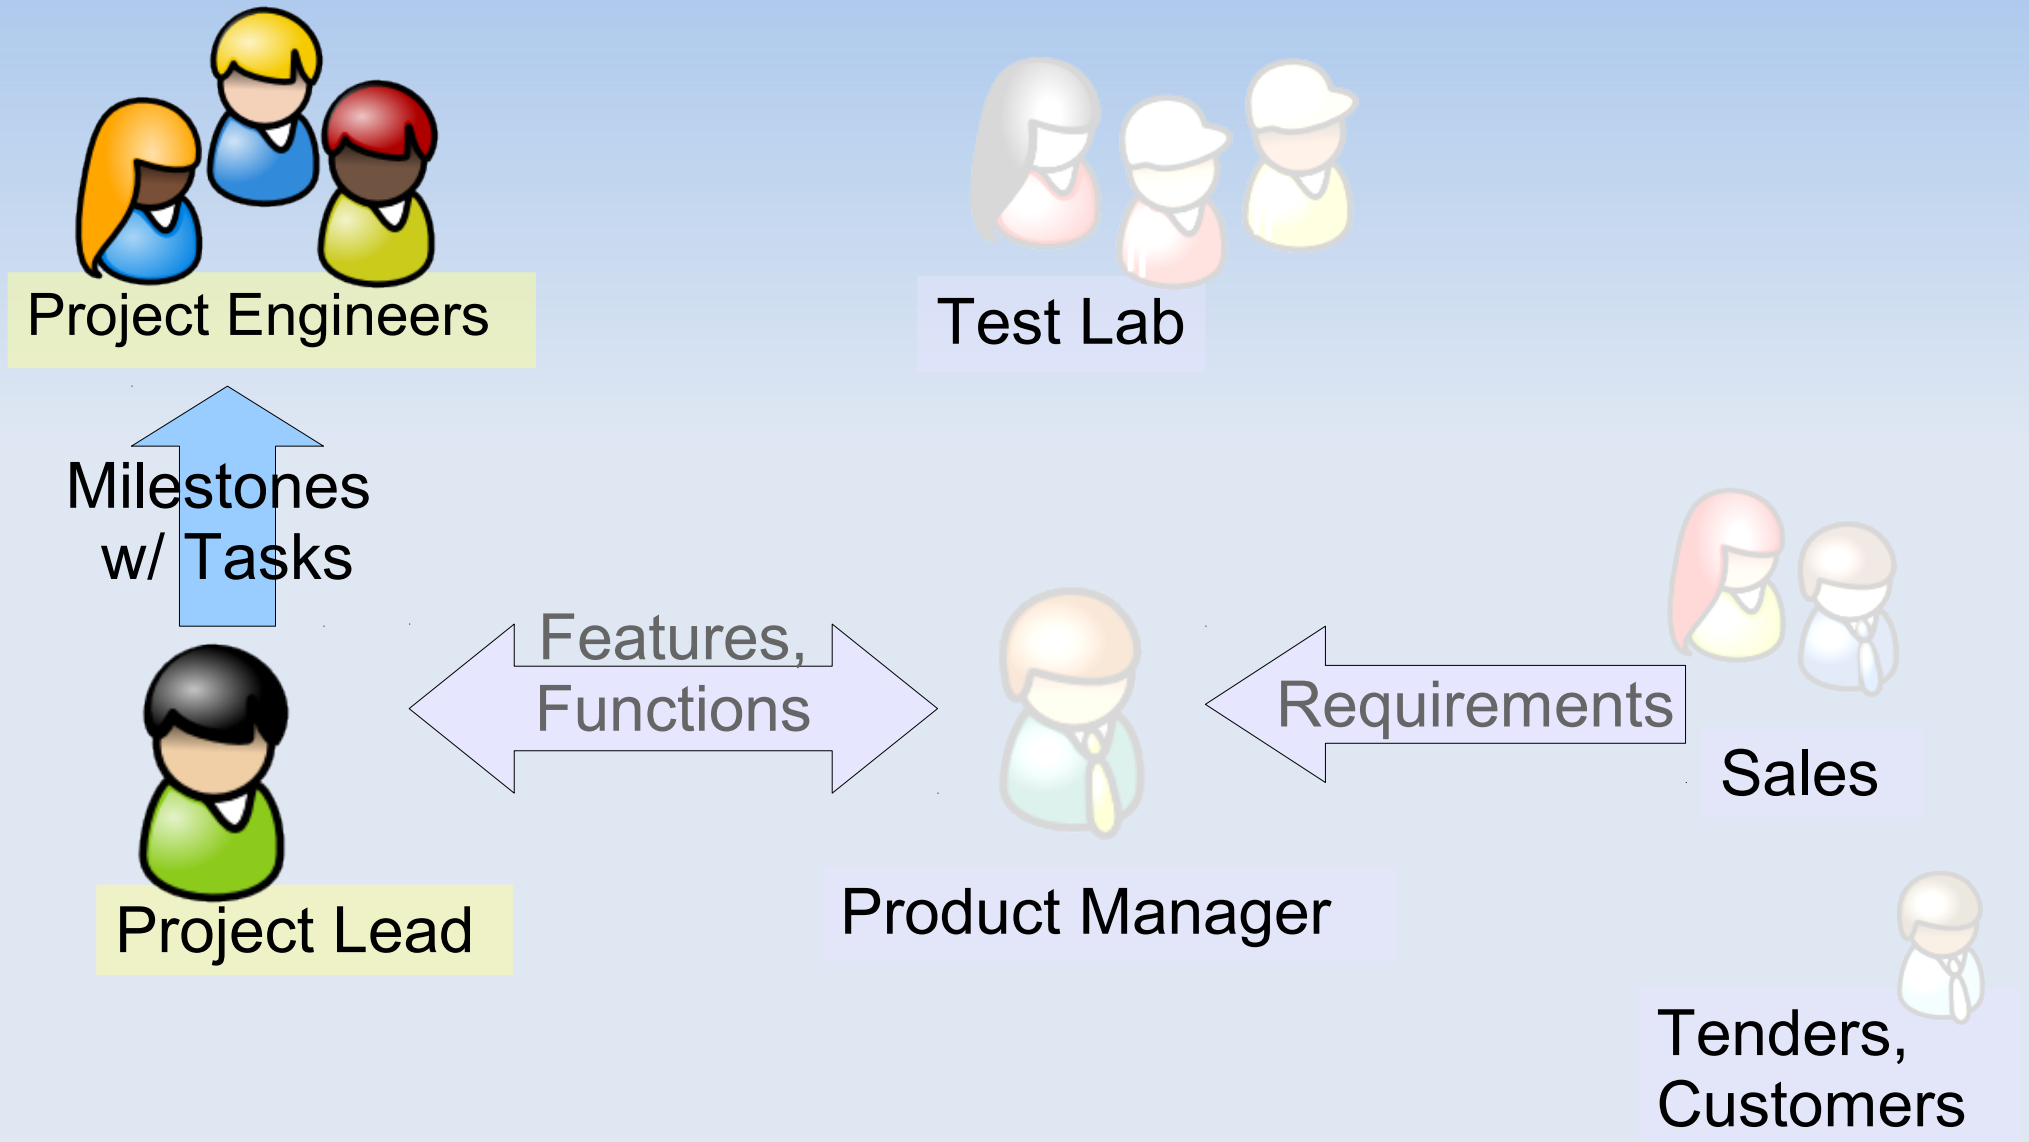 Project Engineers
Test Lab
Milestones
w/ Tasks
Features,
Functions
Requirements
Sales
Project Lead
Product Manager
Tenders,
Customers